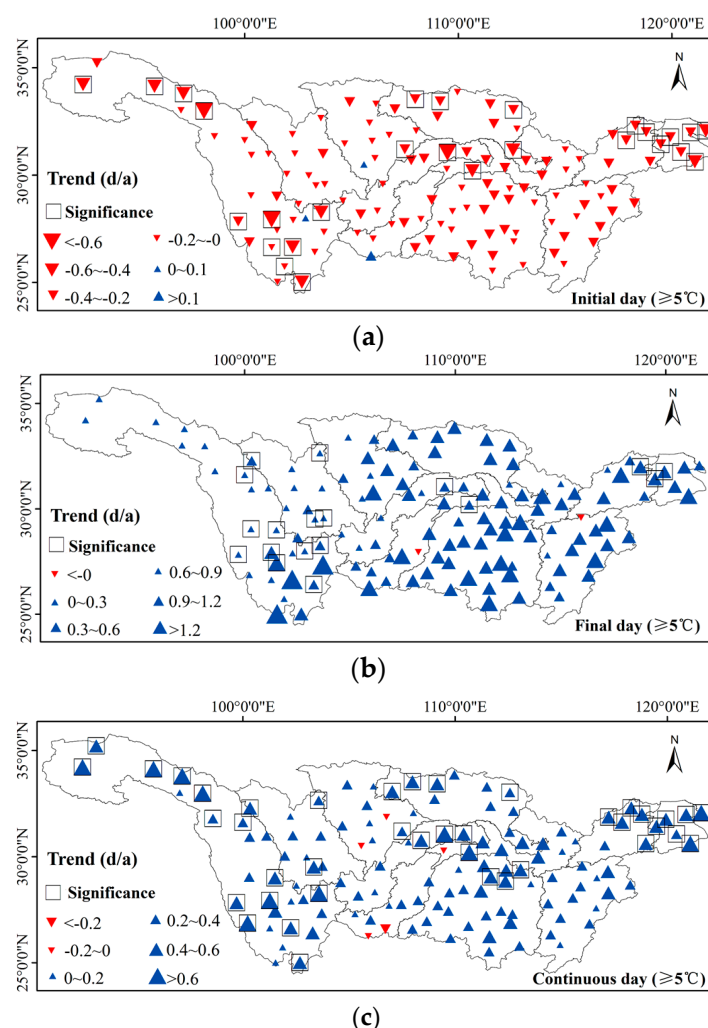 100°0'0"E 110°0'0"E 120°0'0"E
35°0'0"N
30°0'0"N
25°0'0"N
N
Trend (d/a)
Significance
<-0.6 -0.2~-0
-0.6~-0.4 0~0.1
-0.4~-0.2 >0.1
Initial day (≥5℃)
(a)
100°0'0"E 110°0'0"E 120°0'0"E
35°0'0"N
30°0'0"N
25°0'0"N
N
Trend (d/a)
Significance
<-0 0.6~0.9
0~0.3 0.9~1.2
0.3~0.6 >1.2
Final day (≥5℃)
(b)
100°0'0"E 110°0'0"E 120°0'0"E
35°0'0"N
30°0'0"N
25°0'0"N
N
Trend (d/a)
Significance
<-0.2 0.2~0.4
-0.2~0 0.4~0.6
0~0.2 >0.6
Continuous day (≥5℃)
(c)